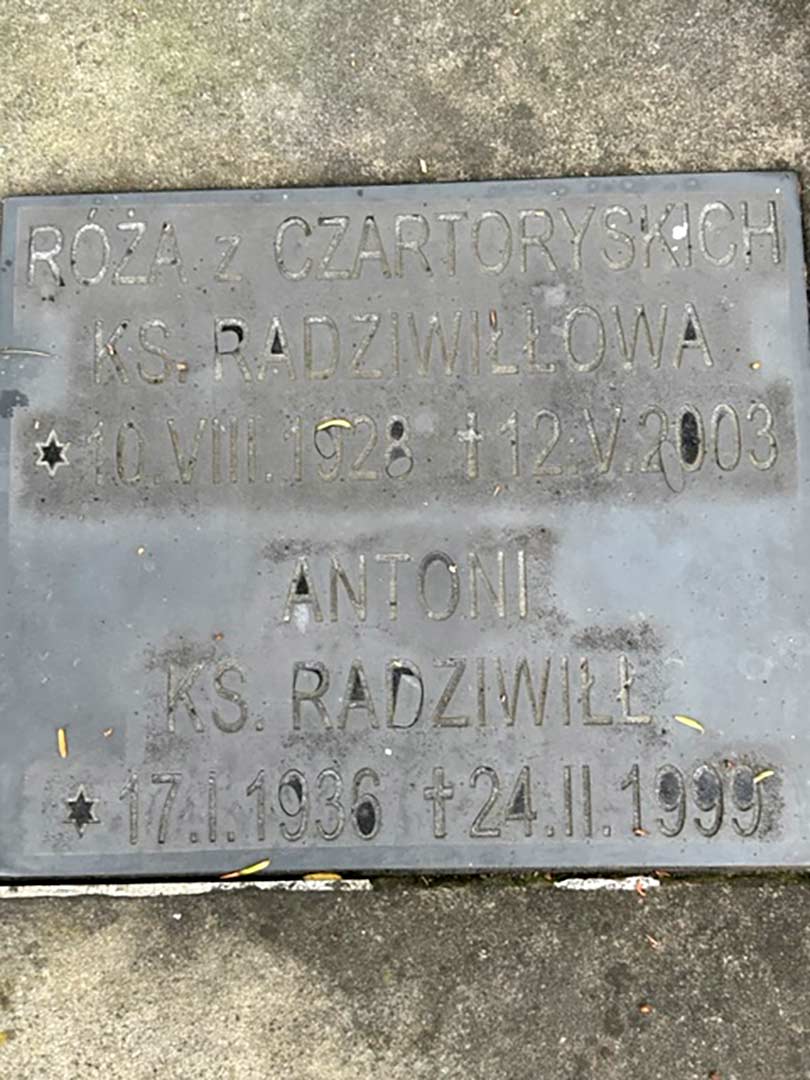 RÓŻA z CZARTORYSKICH
KS. RADZIWIŁŁOWA
✶ 10.VIII.1928 † 12.V.2003
ANTONI
KS. RADZIWIŁŁ
✶ 17.I.1936 † 24.II.1999